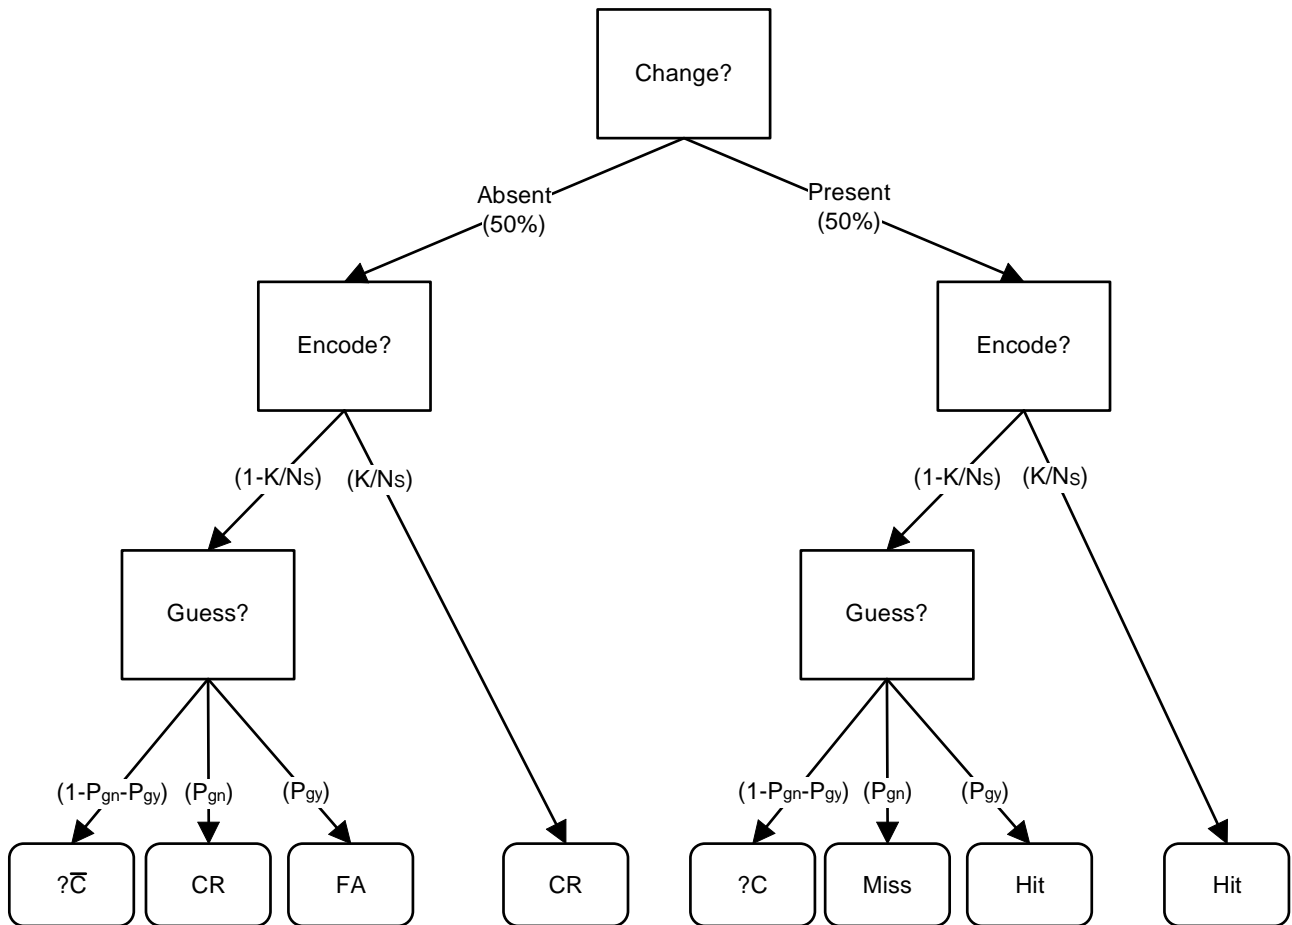 Change?
Absent
(50%)
Present
(50%)
Encode?
Encode?
(1-K/Ns)
(K/Ns)
(1-K/Ns)
(K/Ns)
Guess?
Guess?
(1-Pgn-Pgy)
(Pgn)
(Pgy)
(1-Pgn-Pgy)
(Pgn)
(Pgy)
?C̅
CR
FA
CR
?C
Miss
Hit
Hit